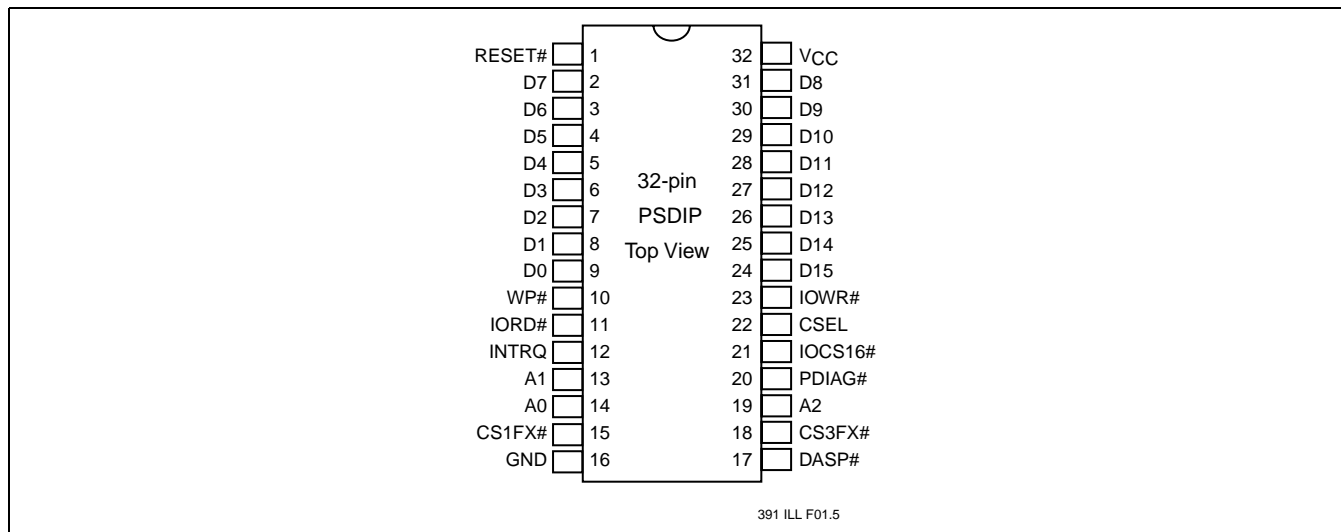 RESET# 1 32 VCC
D7 2 31 D8
D6 3 30 D9
D5 4 29 D10
D4 5 28 D11
D3 6 27 D12
D2 7 26 D13
D1 8 25 D14
D0 9 24 D15
WP# 10 23 IOWR#
IORD# 11 22 CSEL
INTRQ 12 21 IOCS16#
A1 13 20 PDIAG#
A0 14 19 A2
CS1FX# 15 18 CS3FX#
GND 16 17 DASP#
32-pin
PSDIP
Top View
391 ILL F01.5